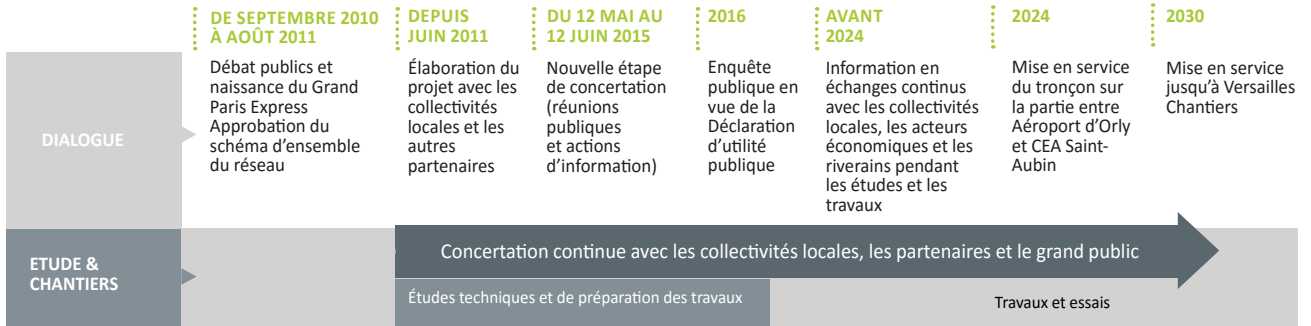 DE SEPTEMBRE 2010
À AOÛT 2011
DEPUIS
JUIN 2011
DU 12 MAI AU
12 JUIN 2015
2016
AVANT
2024
2024
2030
DIALOGUE
Débat publics et
naissance du Grand
Paris Express
Approbation du
schéma d’ensemble
du réseau
Élaboration du
projet avec les
collectivités
locales et les
autres
partenaires
Nouvelle étape
de concertation
(réunions
publiques
et actions
d’information)
Enquête
publique en
vue de la
Déclaration
d’utilité
publique
Information en
échanges continus
avec les collectivités
locales, les acteurs
économiques et les
riverains pendant
les études et les
travaux
Mise en service
du tronçon sur
la partie entre
Aéroport d’Orly
et CEA Saint-
Aubin
Mise en service
jusqu’à Versailles
Chantiers
ETUDE &
CHANTIERS
Concertation continue avec les collectivités locales, les partenaires et le grand public
Études techniques et de préparation des travaux
Travaux et essais